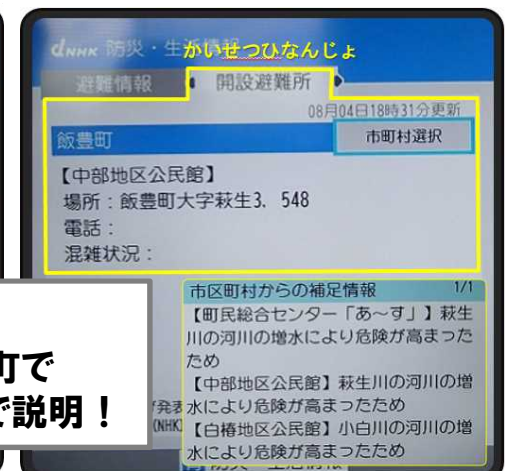 dNHK 防災・生活情報
かいせつひなんじょ
避難情報
開設避難所
08月04日18時31分更新
飯豊町
市町村選択
【中部地区公民館】
場所:飯豊町大字萩生3.548
電話:
混雑状況:
市区町村からの補足情報 1/1
【町民総合センター「あ～す」】萩生
川の河川の増水により危険が高まった
ため
【中部地区公民館】萩生川の河川の増
水により危険が高まったため
【白椿地区公民館】小白川の河川の増
水により危険が高まったため
町で
で説明!
発表
(NHK)
防災・生活情報